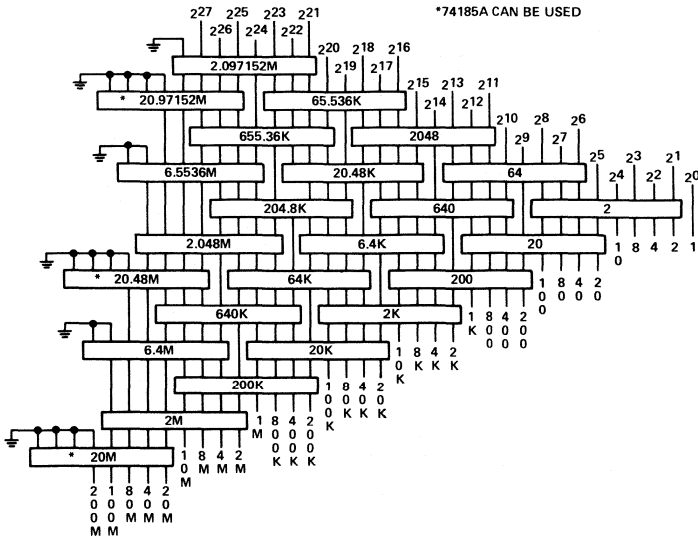 *74185A CAN BE USED
2^27 2^26 2^25 2^24 2^23 2^22 2^21
2^20 2^19 2^18 2^17 2^16
2.097152M
2^15 2^14 2^13 2^12 2^11
* 20.97152M 65.536K
2^10 2^9 2^8 2^7 2^6
655.36K 2048
2^5 2^4 2^3 2^2 2^1 2^0
6.5536M 20.48K 64
204.8K 640 2
10 8 4 2 1
2.048M 6.4K 20
100 80 40 20
* 20.48M 64K 200
1K 800 400 200
640K 2K
10K 8K 4K 2K
6.4M 20K
100K 80K 40K 20K
200K
1M 800K 400K 200K
2M
10M 8M 4M 2M
* 20M
200M 100M 80M 40M 20M